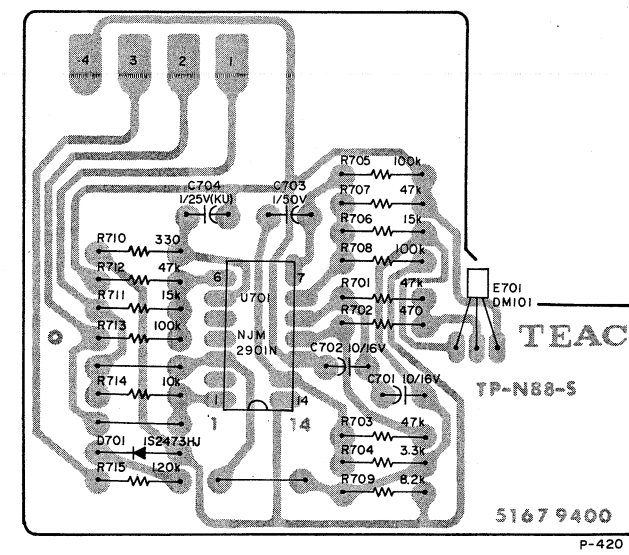 4 3 2 1
R705 100k
C704 C703
1/25V(KU) 1/50V
R707 47k
R706 15k
R710 330
R708 100k
R712 47k
6 7
R701 47k
E701
DM101
R711 15k
U701
R702 470
R713 100k
NJM
2901N
TEAC
C702 10/16V
R714 10k
C701 10/16V
TP-N88-S
1 14
1 14
D701 1S2473HJ
R703 47k
R704 3.3k
R715 120k
R709 8.2k
5167 9400
P-420